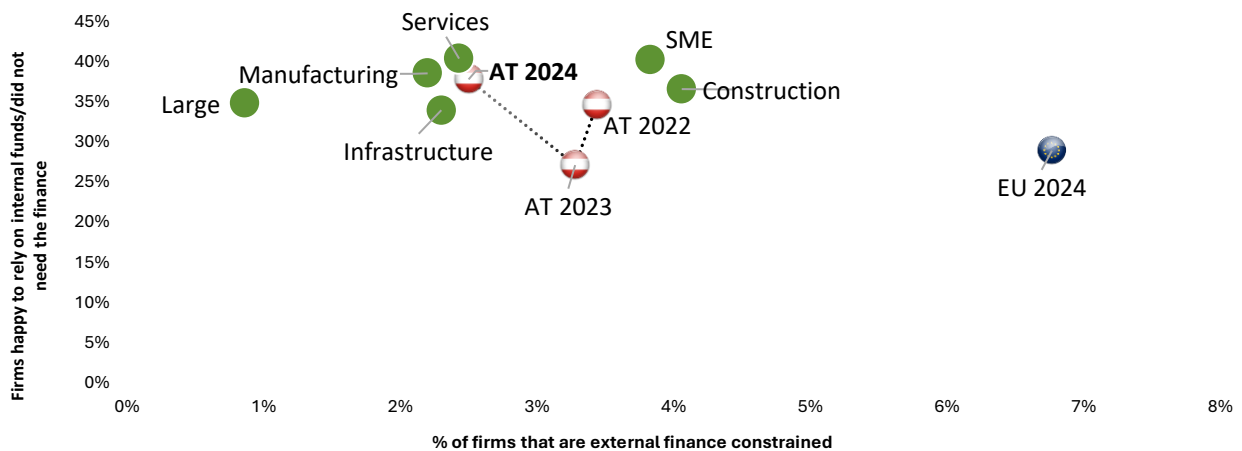 Firms happy to rely on internal funds/did not
need the finance
45%
40%
35%
30%
25%
20%
15%
10%
5%
0%
Services
SME
Manufacturing
AT 2024
Large
Construction
AT 2022
Infrastructure
EU 2024
AT 2023
0% 1% 2% 3% 4% 5% 6% 7% 8%
% of firms that are external finance constrained